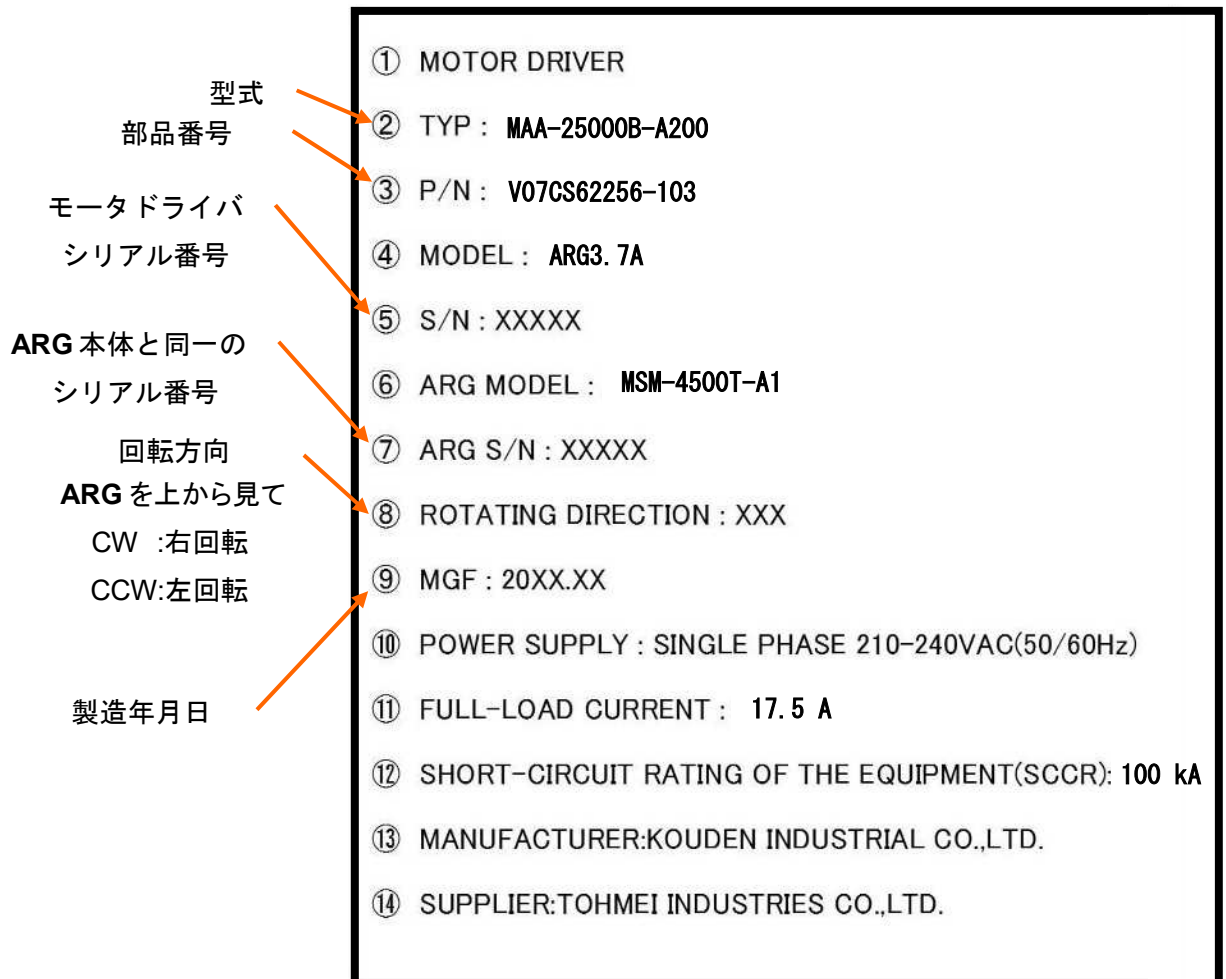 型式
部品番号
モータドライバ
シリアル番号
ARG 本体と同一の
シリアル番号
回転方向
ARG を上から見て
CW :右回転
CCW:左回転
製造年月日
① MOTOR DRIVER
② TYP : MAA-25000B-A200
③ P/N : V07CS62256-103
④ MODEL : ARG3.7A
⑤ S/N : XXXXX
⑥ ARG MODEL : MSM-4500T-A1
⑦ ARG S/N : XXXXX
⑧ ROTATING DIRECTION : XXX
⑨ MGF : 20XX.XX
⑩ POWER SUPPLY : SINGLE PHASE 210-240VAC(50/60Hz)
⑪ FULL-LOAD CURRENT : 17.5 A
⑫ SHORT-CIRCUIT RATING OF THE EQUIPMENT(SCCR): 100 kA
⑬ MANUFACTURER:KOUDEN INDUSTRIAL CO.,LTD.
⑭ SUPPLIER:TOHMEI INDUSTRIES CO.,LTD.